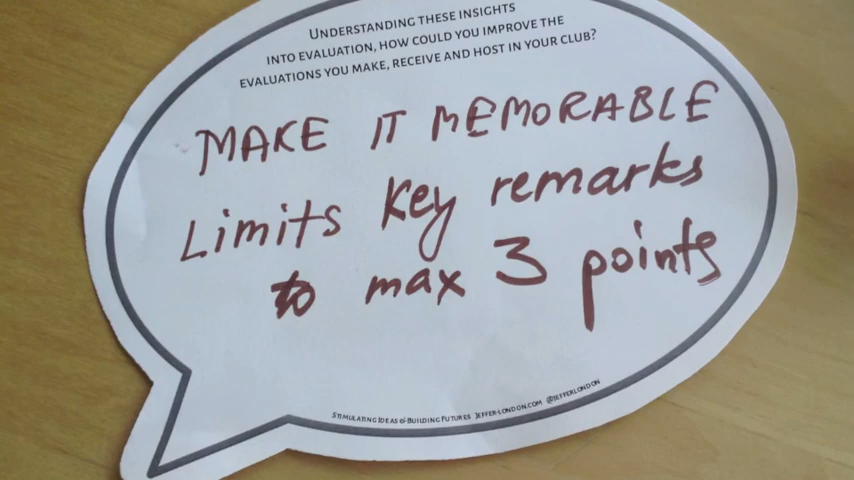 Understanding these insights
into evaluation, how could you improve the
evaluations you make, receive and host in your club?
MAKE IT MEMORABLE
Limits key remarks
to max 3 points
Stimulating Ideas & Building Futures Jeffer-London.com @JefferLondon